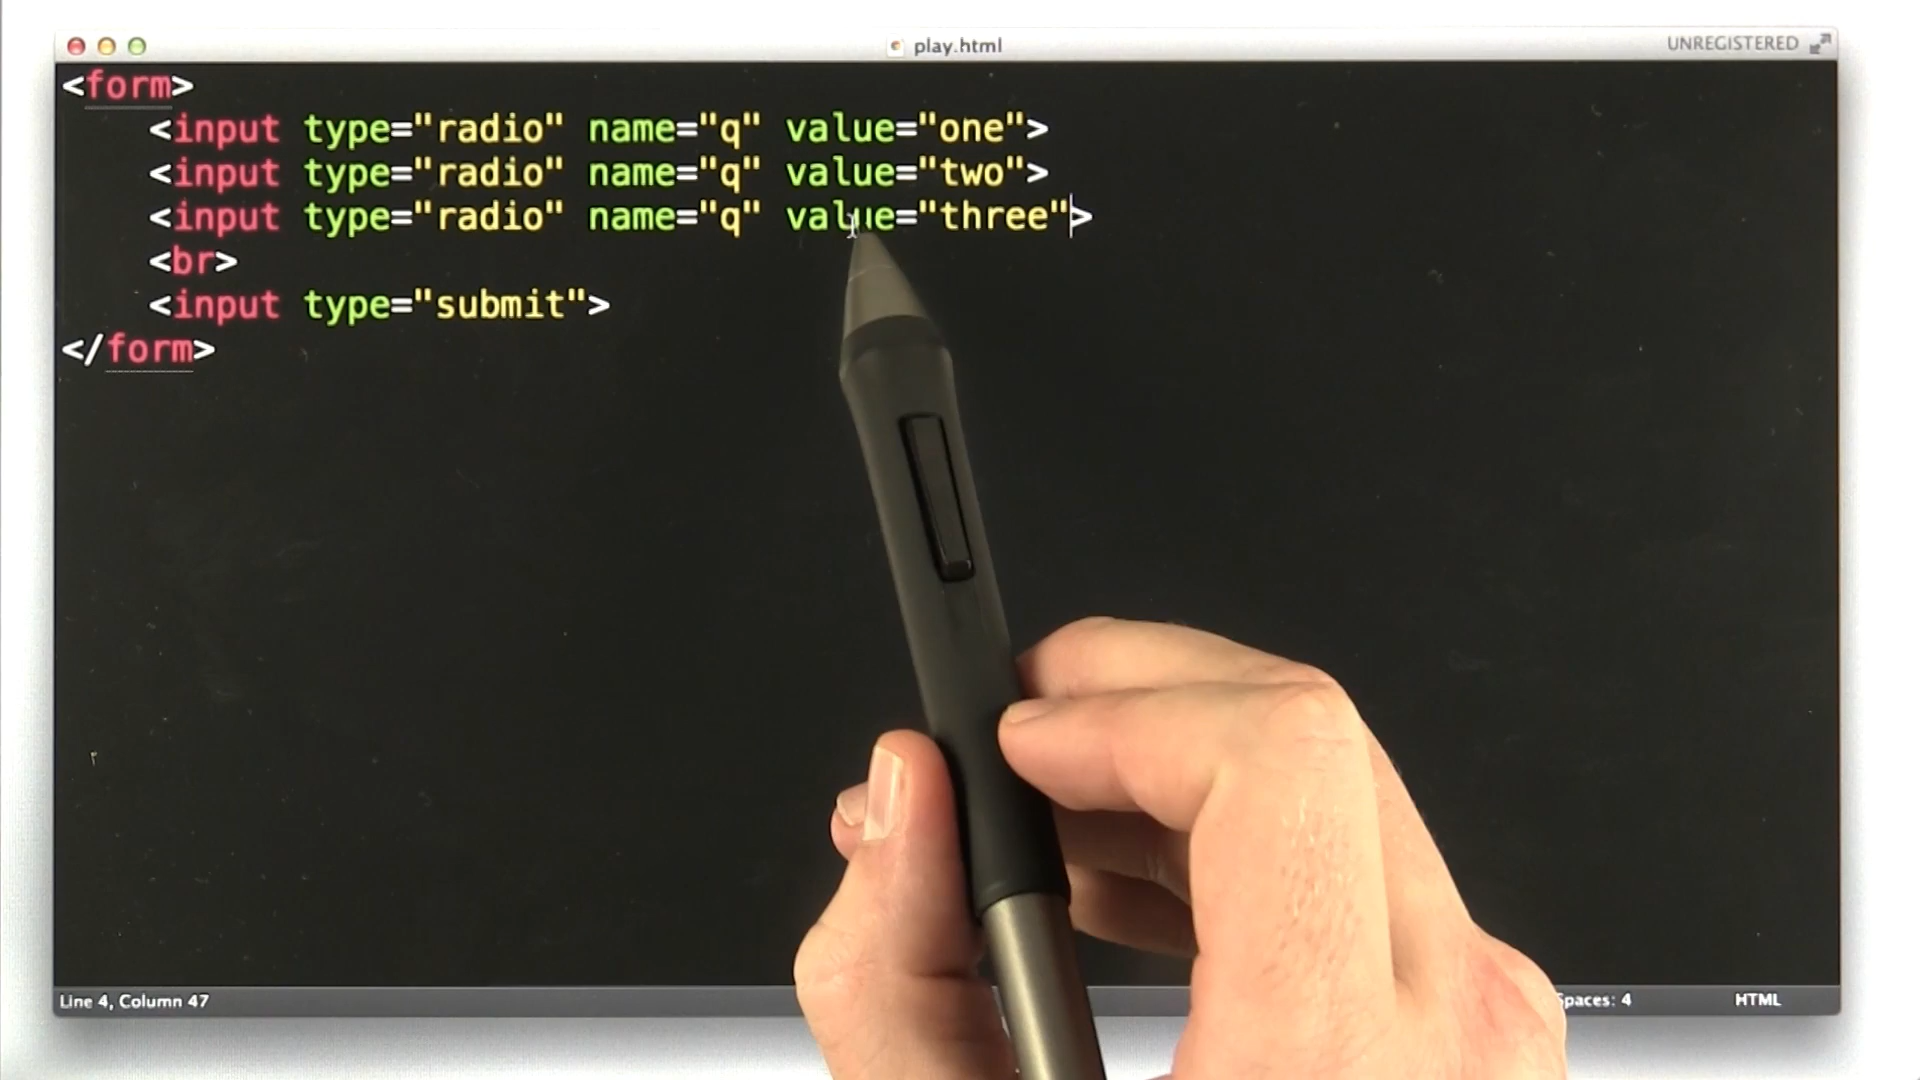 play.html
UNREGISTERED
<form>
<input type="radio" name="q" value="one">
<input type="radio" name="q" value="two">
<input type="radio" name="q" value="three">
<br>
<input type="submit">
</form>
Line 4, Column 47
Spaces: 4
HTML